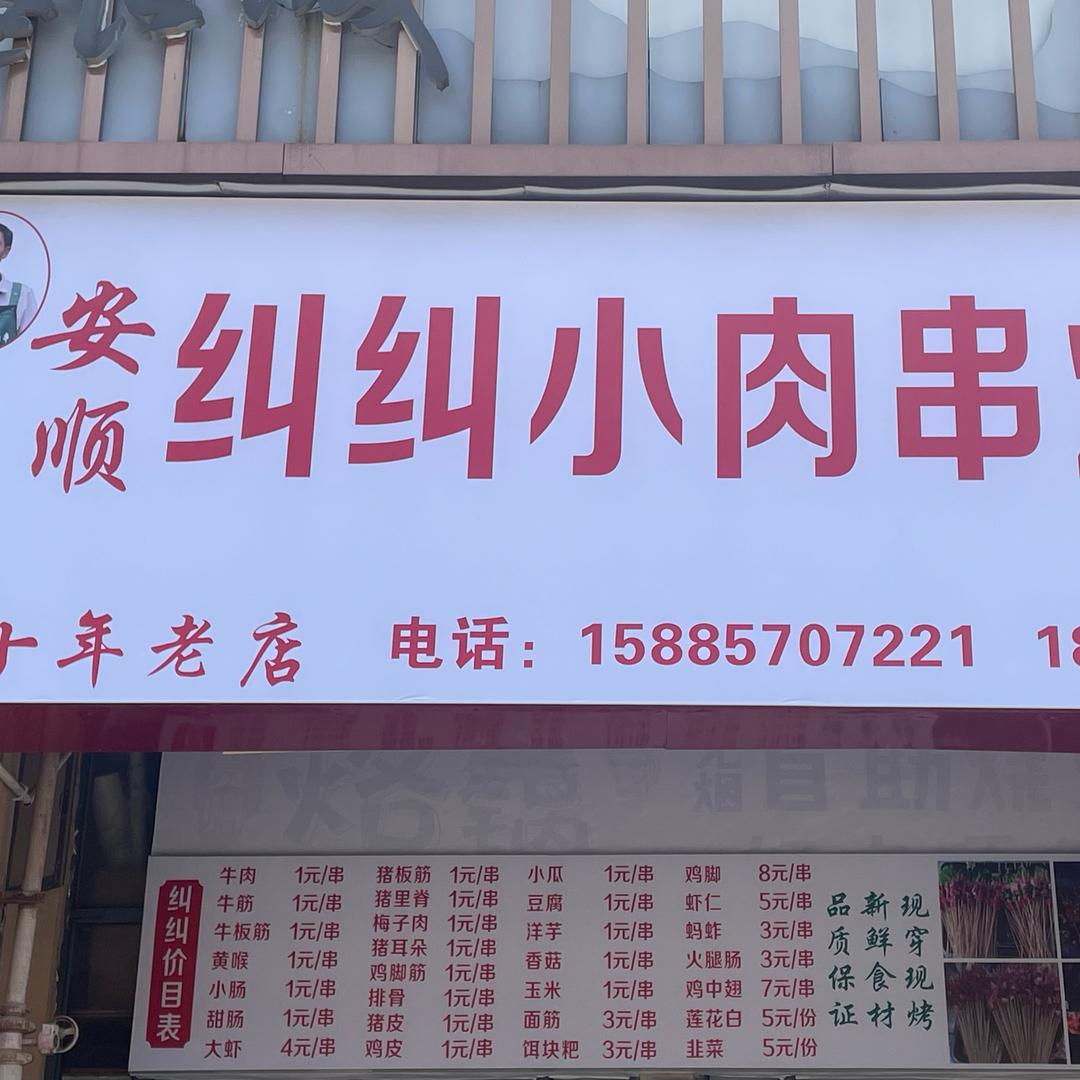 安顺
纠纠小肉串
十年老店 电话：15885707221 18
纠纠价目表
牛肉 1元/串
牛筋 1元/串
牛板筋 1元/串
黄喉 1元/串
小肠 1元/串
甜肠 1元/串
大虾 4元/串
猪板筋 1元/串
猪里脊 1元/串
梅子肉 1元/串
猪耳朵 1元/串
鸡脚筋 1元/串
排骨 1元/串
猪皮 1元/串
鸡皮 1元/串
小瓜 1元/串
豆腐 1元/串
洋芋 1元/串
香菇 1元/串
玉米 1元/串
面筋 3元/串
饵块粑 3元/串
鸡脚 8元/串
虾仁 5元/串
蚂蚱 3元/串
火腿肠 3元/串
鸡中翅 7元/串
莲花白 5元/份
韭菜 5元/份
现穿现烤
新鲜食材
品质保证